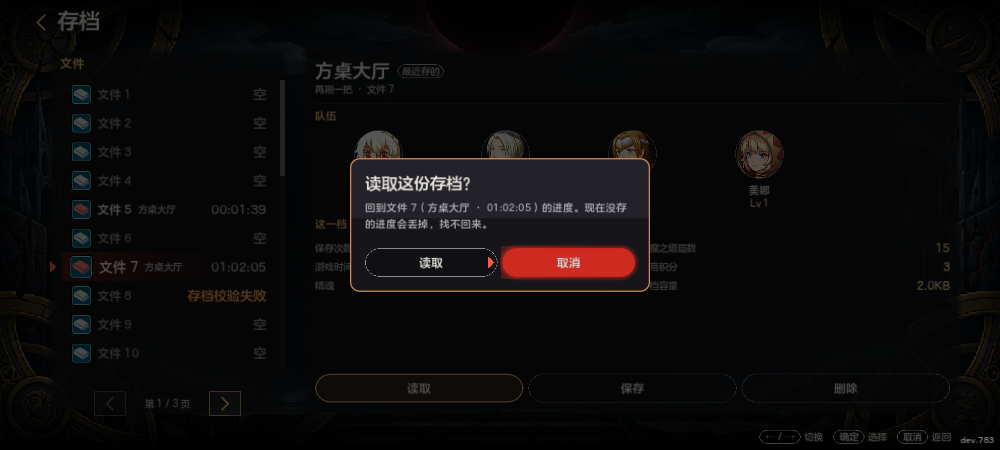 存档
文件
文件 1 空
文件 2 空
文件 3 空
文件 4 空
文件 5 方桌大厅 00:01:39
文件 6 空
文件 7 方桌大厅 01:02:05
文件 8 存档校验失败
文件 9 空
文件 10 空
第 1 / 3 页
方桌大厅 最近存的
再刷一把 · 文件 7
队伍
美娜
Lv 1
读取这份存档?
回到文件 7 ( 方桌大厅 · 01:02:05 ) 的进度。现在没存
的进度会丢掉，找不回来。
读取 取消
这一档
保存次数
魔之塔层数 15
游戏时间
积分 3
精魂
档容量 2.0KB
读取 保存 删除
←/→ 切换 确定 选择 取消 返回
dev.783